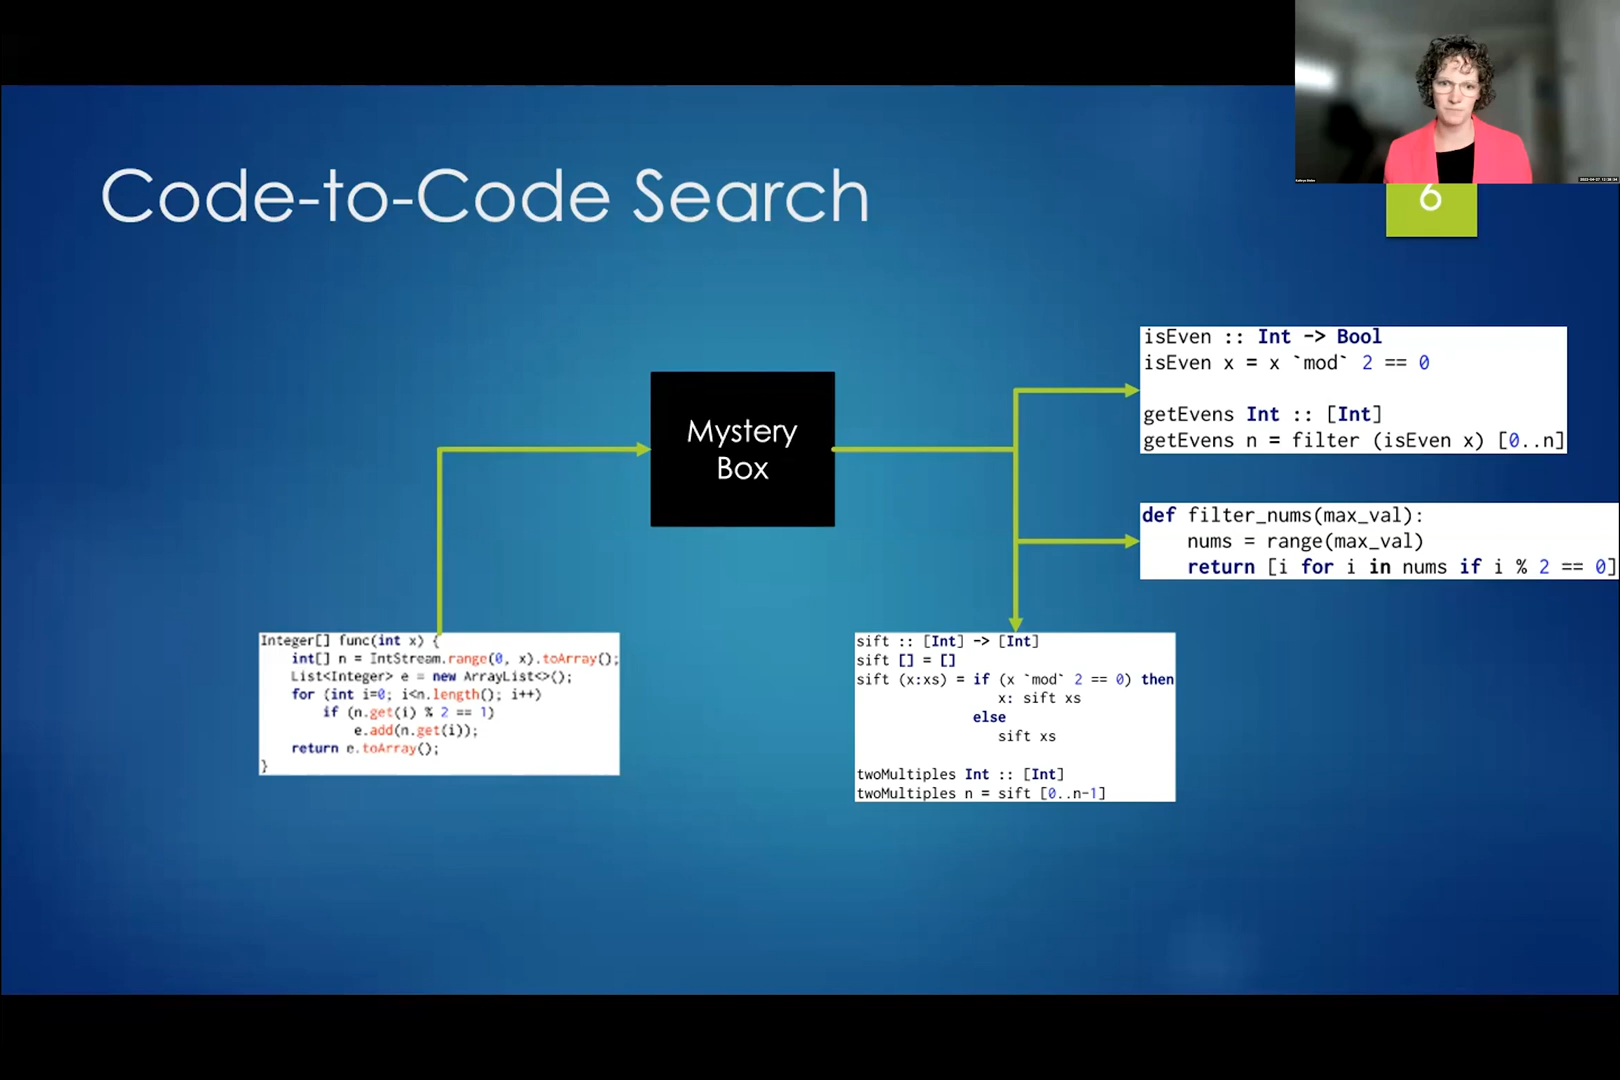 Code-to-Code Search
6
Mystery
Box
isEven :: Int -> Bool
isEven x = x `mod` 2 == 0
getEvens Int :: [Int]
getEvens n = filter (isEven x) [0..n]
def filter_nums(max_val):
nums = range(max_val)
return [i for i in nums if i % 2 == 0]
Integer[] func(int x) {
int[] n = IntStream.range(0, x).toArray();
List<Integer> e = new ArrayList<>();
for (int i=0; i<n.length(); i++)
if (n.get(i) % 2 == 1)
e.add(n.get(i));
return e.toArray();
}
sift :: [Int] -> [Int]
sift [] = []
sift (x:xs) = if (x `mod` 2 == 0) then
x: sift xs
else
sift xs
twoMultiples Int :: [Int]
twoMultiples n = sift [0..n-1]